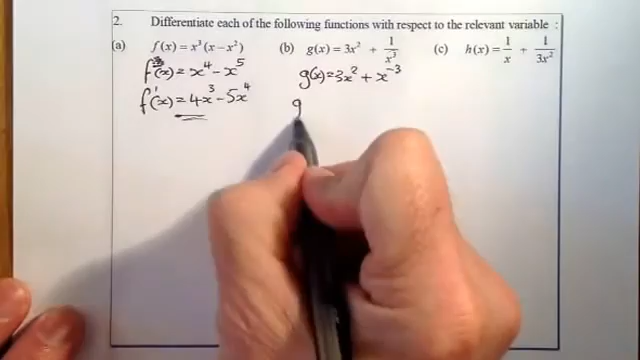 2. Differentiate each of the following functions with respect to the relevant variable :
(a) f(x) = x³(x − x²) (b) g(x) = 3x² + 1/x³ (c) h(x) = 1/x + 1/3x²
f(x) = x⁴ − x⁵ g(x) = 3x² + x⁻³
f'(x) = 4x³ − 5x⁴ g